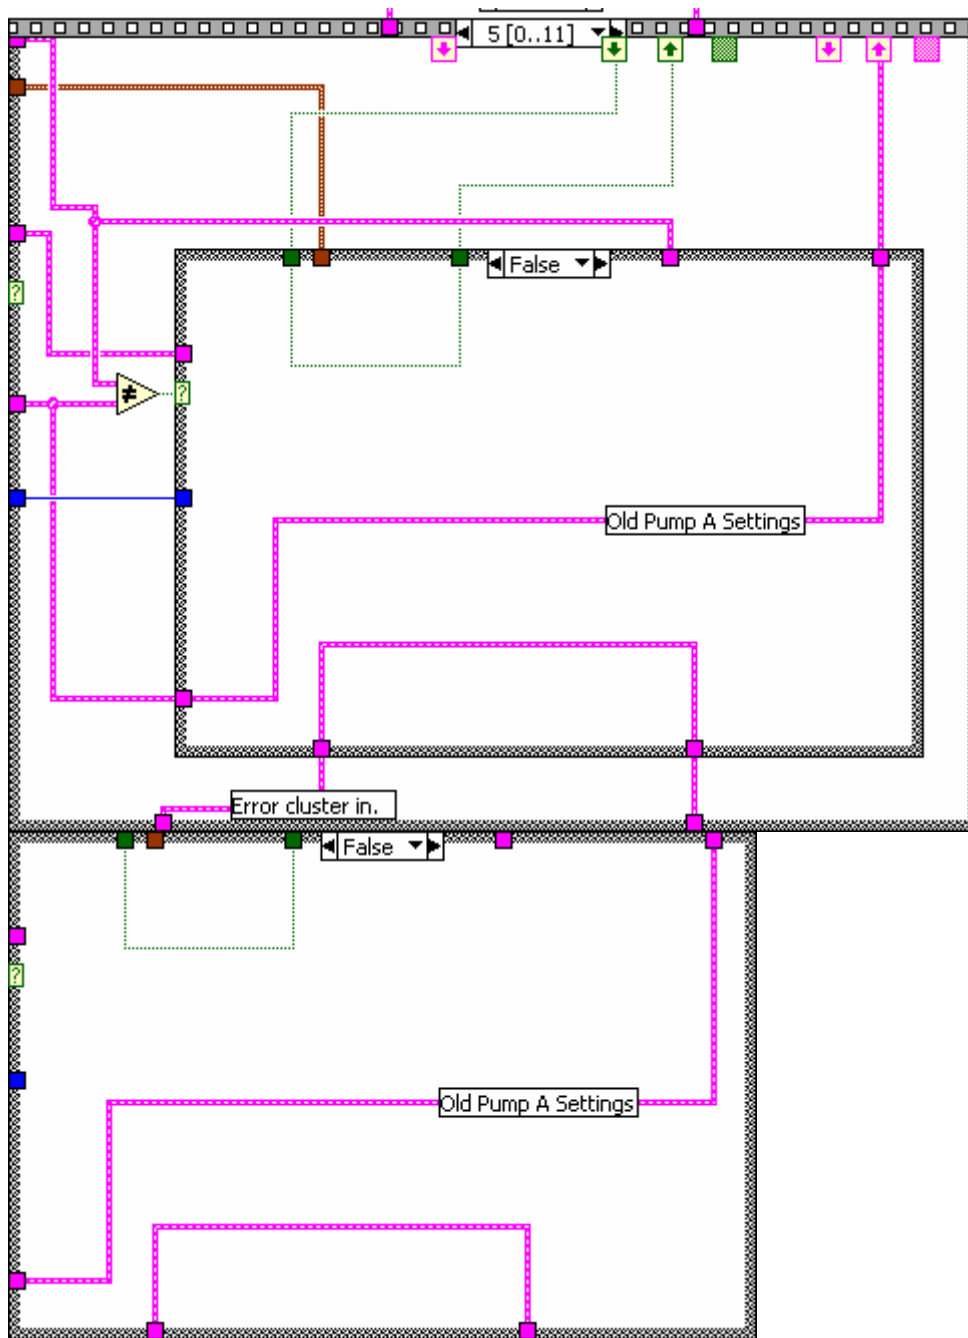 5 [0..11]
False
?
≠
?
Old Pump A Settings
Error cluster in.
False
?
Old Pump A Settings